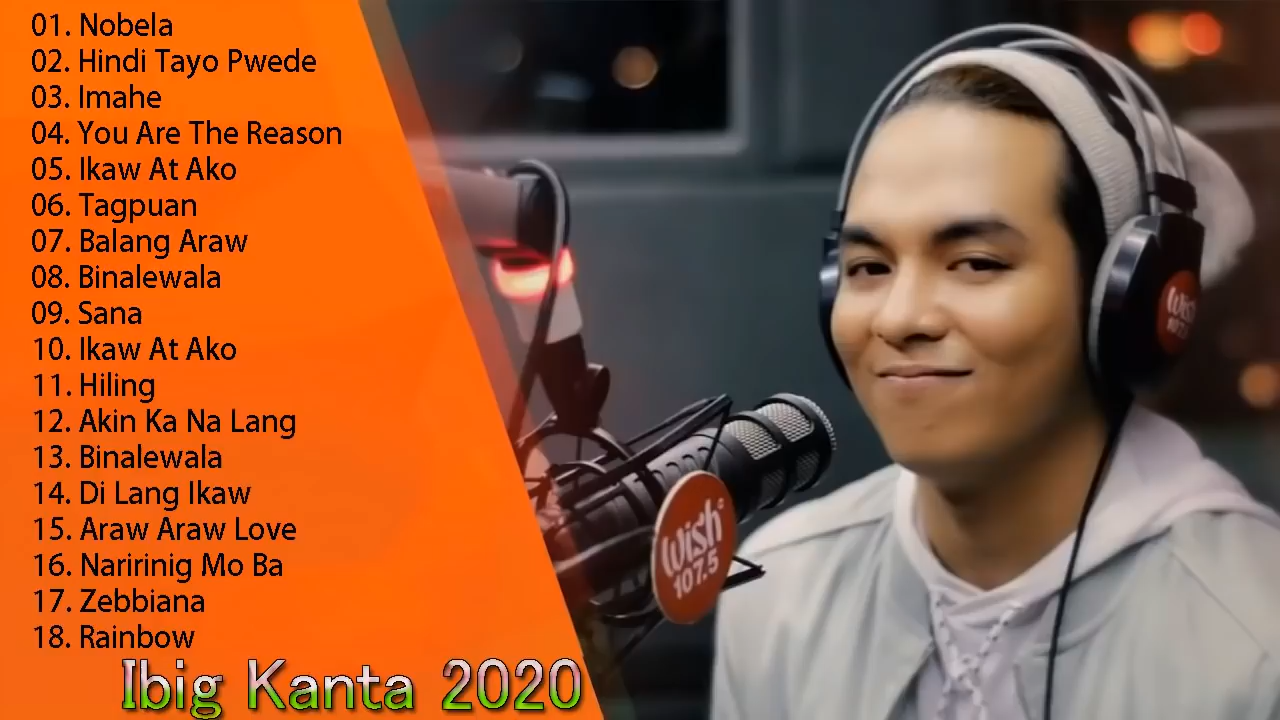 01. Nobela
02. Hindi Tayo Pwede
03. Imahe
04. You Are The Reason
05. Ikaw At Ako
06. Tagpuan
07. Balang Araw
08. Binalewala
09. Sana
10. Ikaw At Ako
11. Hiling
12. Akin Ka Na Lang
13. Binalewala
14. Di Lang Ikaw
15. Araw Araw Love
16. Naririnig Mo Ba
17. Zebbiana
18. Rainbow
Ibig Kanta 2020
wish
107.5
wish
107.5